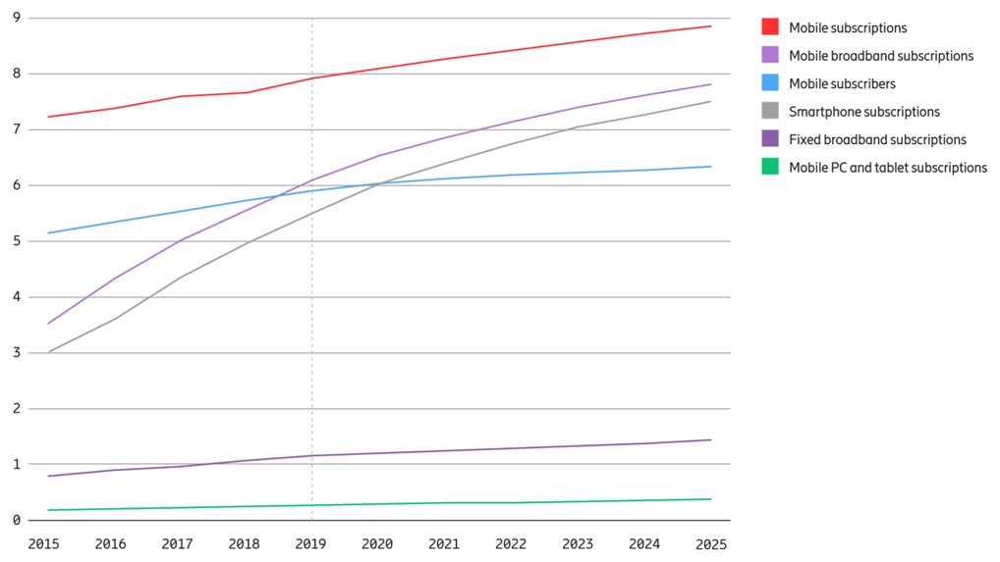 9
8
7
6
5
4
3
2
1
0
2015 2016 2017 2018 2019 2020 2021 2022 2023 2024 2025
Mobile subscriptions
Mobile broadband subscriptions
Mobile subscribers
Smartphone subscriptions
Fixed broadband subscriptions
Mobile PC and tablet subscriptions